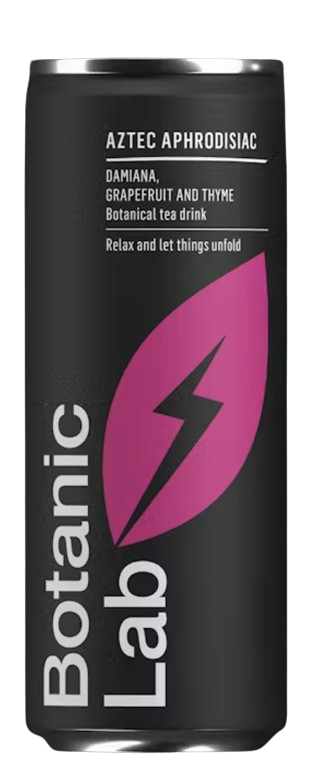 AZTEC APHRODISIAC
DAMIANA,
GRAPEFRUIT AND THYME
Botanical tea drink
Relax and let things unfold
Botanic
Lab